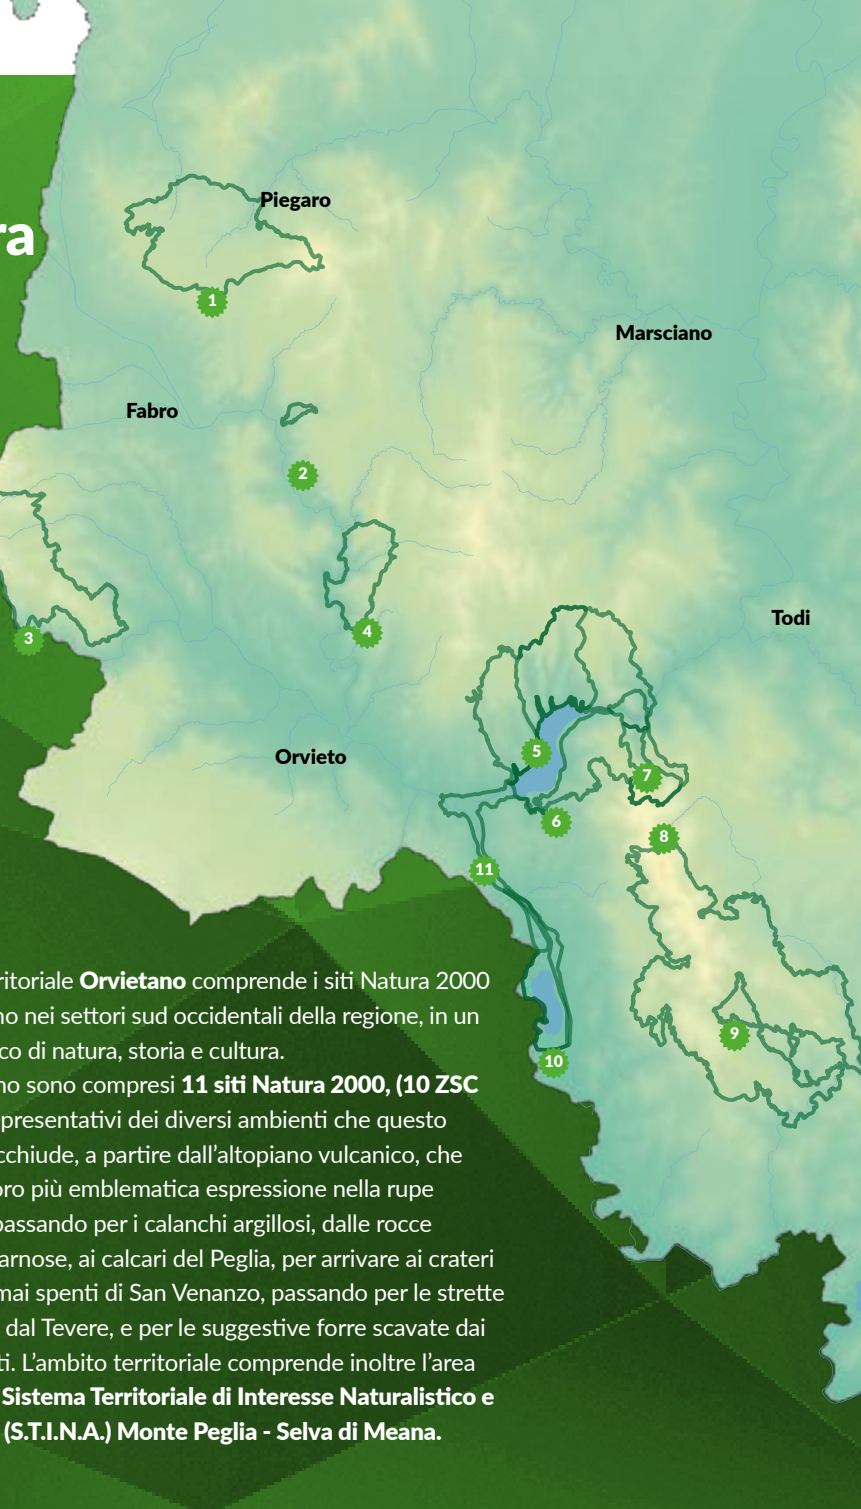 ra
Piegaro
1
Marsciano
Fabro
2
Todi
3
4
Orvieto
5
7
6
8
11
9
10
ritoriale Orvietano comprende i siti Natura 2000
no nei settori sud occidentali della regione, in un
co di natura, storia e cultura.
no sono compresi 11 siti Natura 2000, (10 ZSC
presentativi dei diversi ambienti che questo
cchiude, a partire dall'altopiano vulcanico, che
oro più emblematica espressione nella rupe
passando per i calanchi argillosi, dalle rocce
arnose, ai calcari del Peglia, per arrivare ai crateri
mai spenti di San Venanzo, passando per le strette
dal Tevere, e per le suggestive forre scavate dai
ti. L'ambito territoriale comprende inoltre l'area
Sistema Territoriale di Interesse Naturalistico e
(S.T.I.N.A.) Monte Peglia - Selva di Meana.